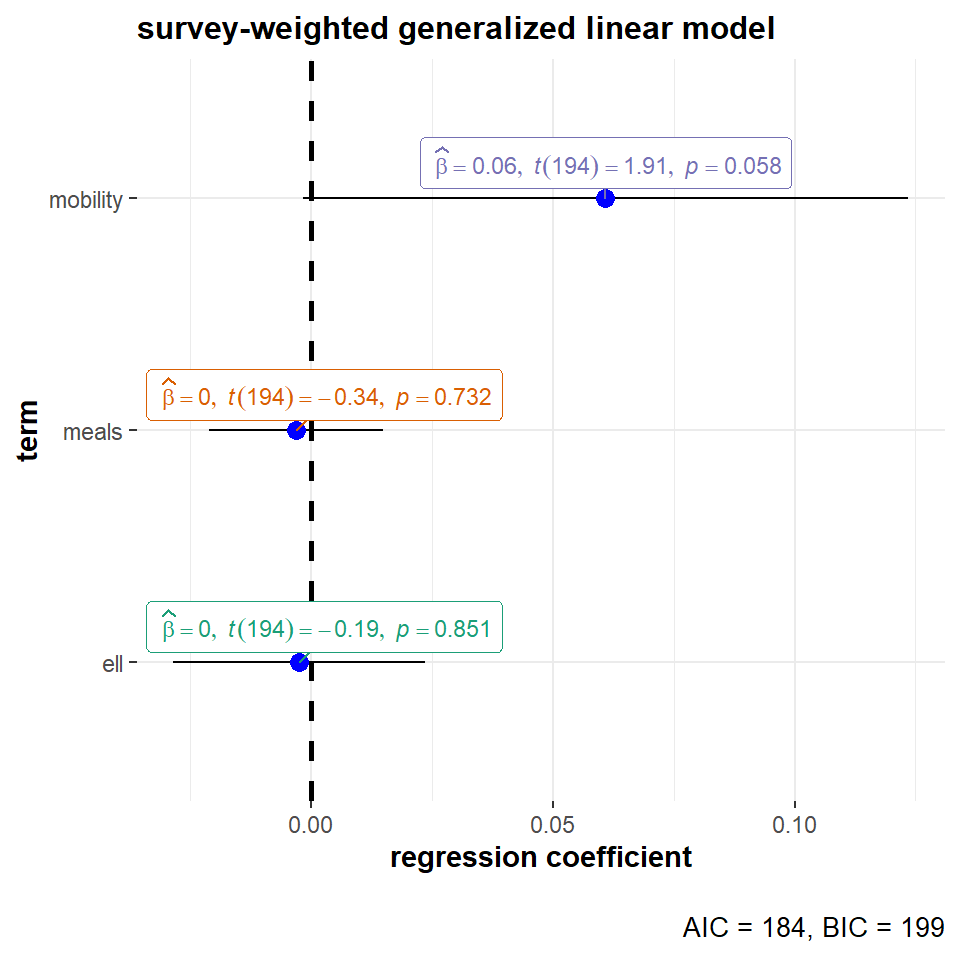 survey-weighted generalized linear model
term
mobility
β̂ = 0.06, t(194) = 1.91, p = 0.058
meals
β̂ = 0, t(194) = −0.34, p = 0.732
ell
β̂ = 0, t(194) = −0.19, p = 0.851
0.00 0.05 0.10
regression coefficient
AIC = 184, BIC = 199